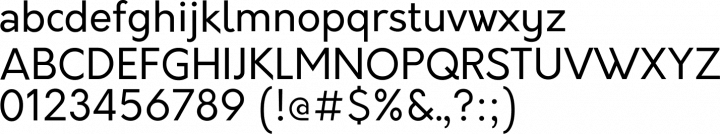 abcdefghijklmnopqrstuvwxyz
ABCDEFGHIJKLMNOPQRSTUVWXYZ
0123456789 (!@#$%&.,?:;)